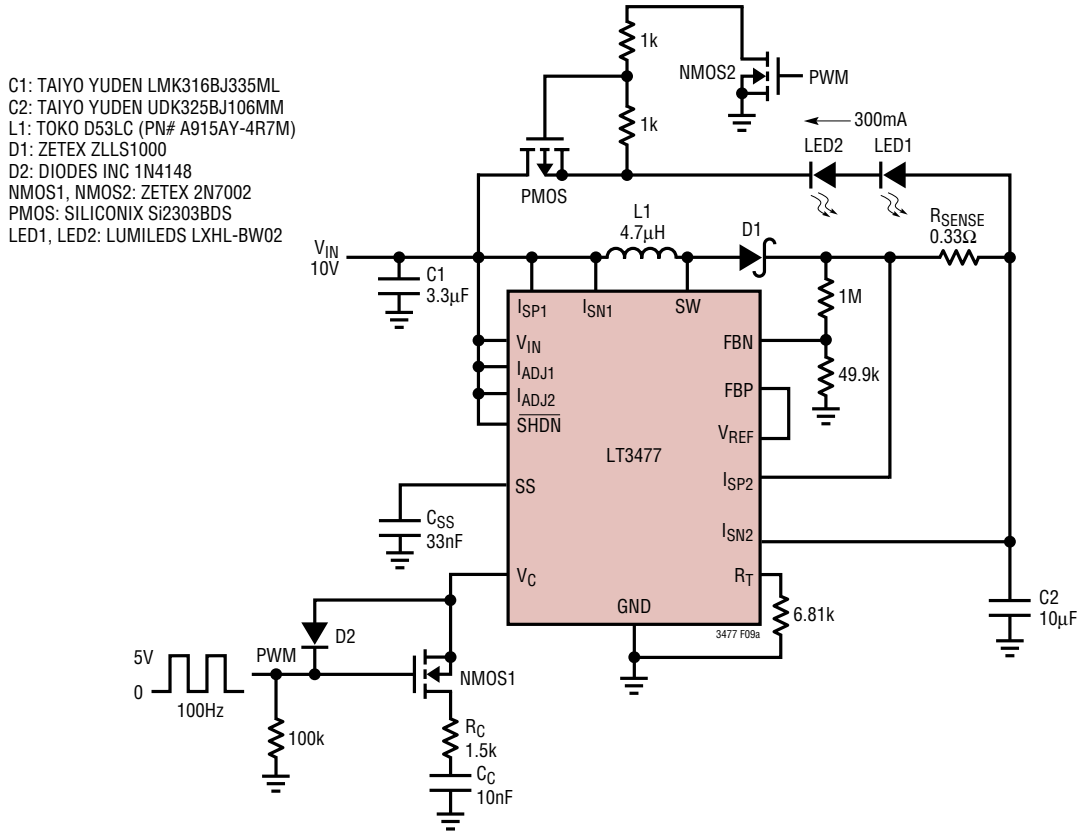 C1: TAIYO YUDEN LMK316BJ335ML
C2: TAIYO YUDEN UDK325BJ106MM
L1: TOKO D53LC (PN# A915AY-4R7M)
D1: ZETEX ZLLS1000
D2: DIODES INC 1N4148
NMOS1, NMOS2: ZETEX 2N7002
PMOS: SILICONIX Si2303BDS
LED1, LED2: LUMILEDS LXHL-BW02
1k
NMOS2
PWM
1k
300mA
LED2
LED1
PMOS
L1
4.7µH
D1
RSENSE
0.33Ω
VIN
10V
C1
3.3µF
ISP1
ISN1
SW
1M
VIN
FBN
IADJ1
49.9k
IADJ2
FBP
SHDN
VREF
LT3477
SS
ISP2
CSS
33nF
ISN2
VC
RT
GND
6.81k
C2
10µF
3477 F09a
D2
5V
0
100Hz
PWM
NMOS1
100k
RC
1.5k
CC
10nF